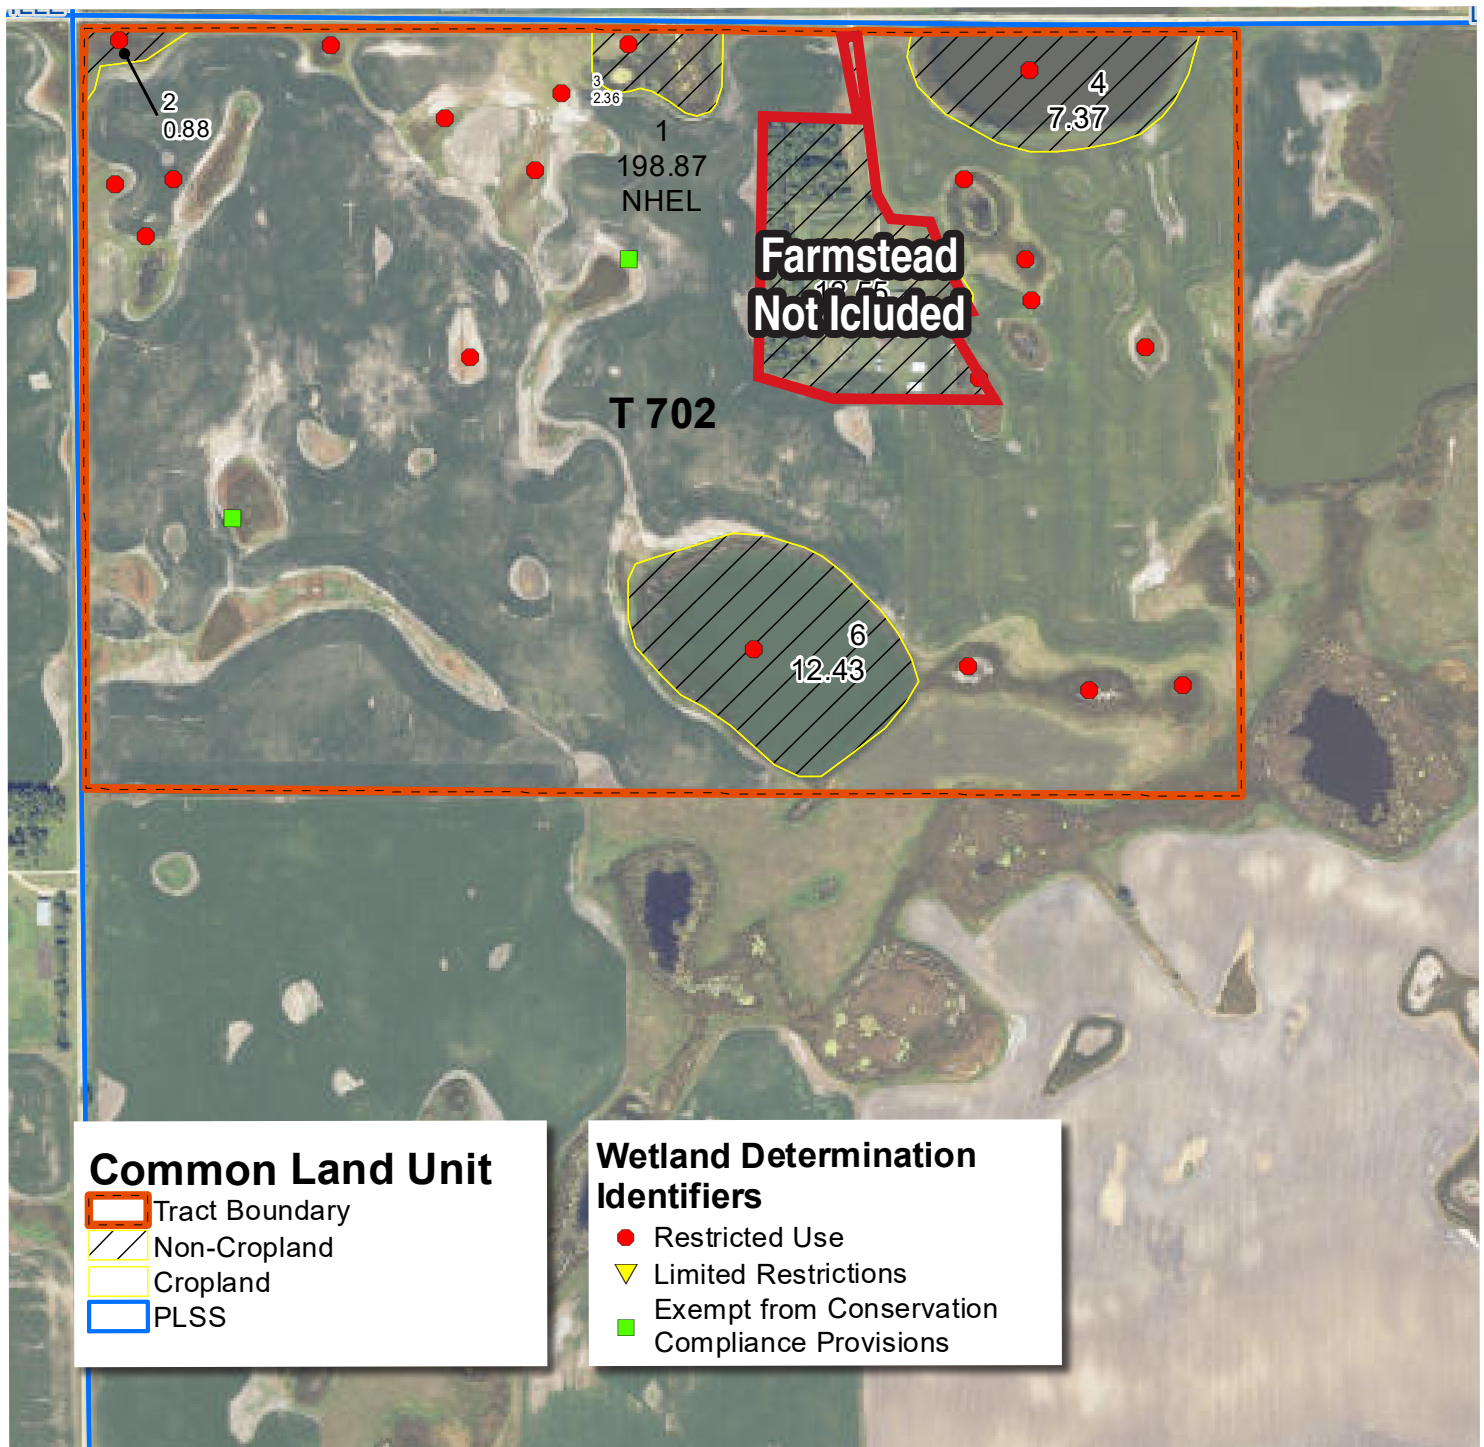 2
0.88
3
2.36
1
198.87
NHEL
4
7.37
Farmstead
Not Icluded
T 702
6
12.43
Common Land Unit
Tract Boundary
Non-Cropland
Cropland
PLSS
Wetland Determination
Identifiers
Restricted Use
Limited Restrictions
Exempt from Conservation
Compliance Provisions